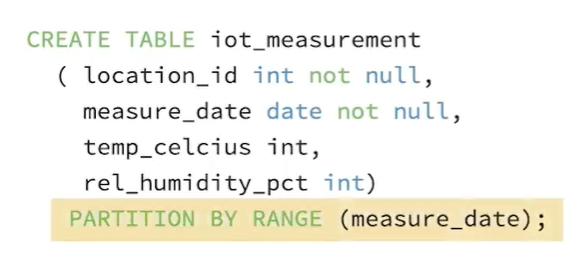 CREATE TABLE iot_measurement
( location_id int not null,
measure_date date not null,
temp_celcius int,
rel_humidity_pct int)
PARTITION BY RANGE (measure_date);